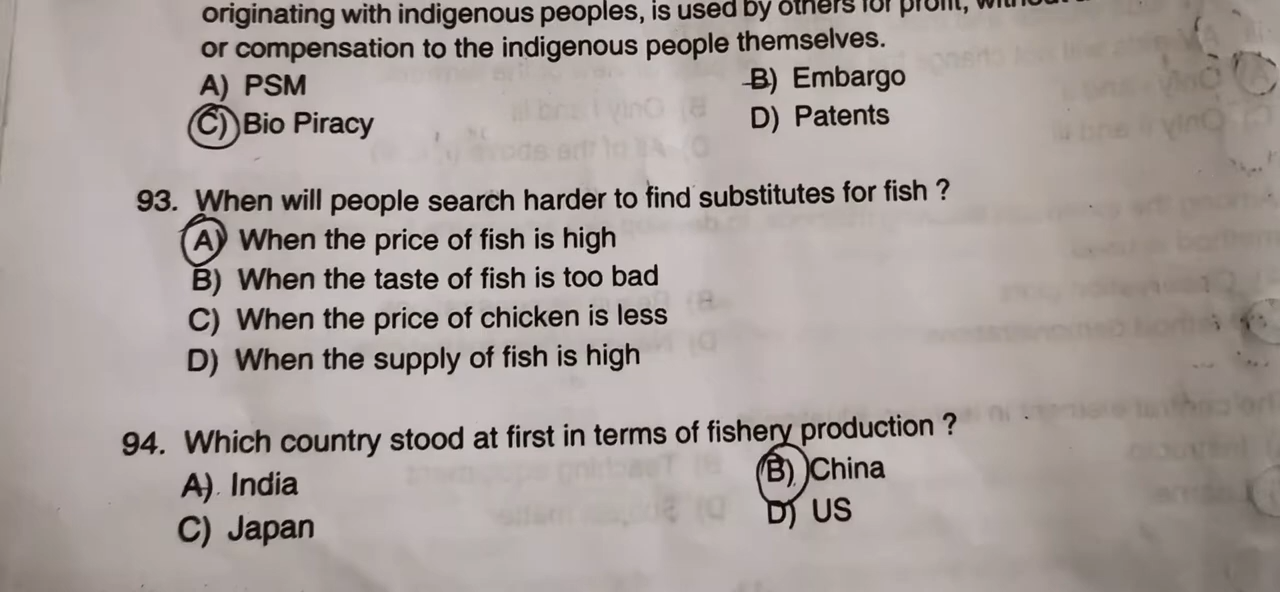 originating with indigenous peoples, is used by others for profit,
or compensation to the indigenous people themselves.
A) PSM B) Embargo
C) Bio Piracy D) Patents
93. When will people search harder to find substitutes for fish ?
A) When the price of fish is high
B) When the taste of fish is too bad
C) When the price of chicken is less
D) When the supply of fish is high
94. Which country stood at first in terms of fishery production ?
A) India B) China
C) Japan D) US